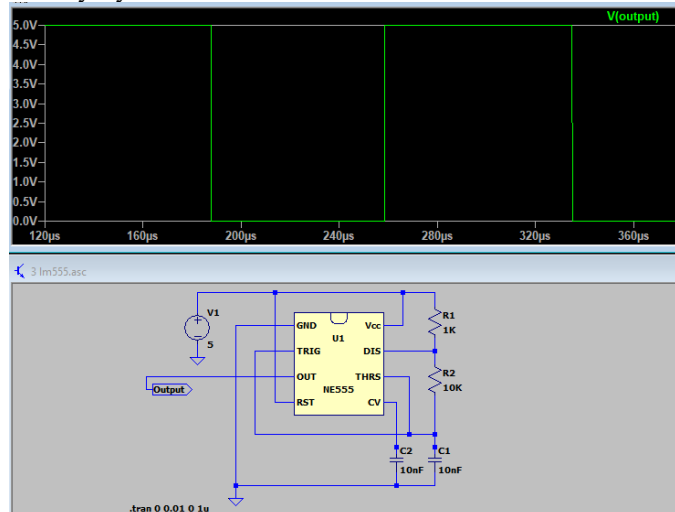 V(output)
5.0V
4.5V
4.0V
3.5V
3.0V
2.5V
2.0V
1.5V
1.0V
0.5V
0.0V
120µs 160µs 200µs 240µs 280µs 320µs 360µs
3 lm555.asc
V1
5
GND Vcc
U1
TRIG DIS
OUT THRS
NE555
RST CV
R1
1K
R2
10K
Output
C2 C1
10nF 10nF
.tran 0 0.01 0 1u